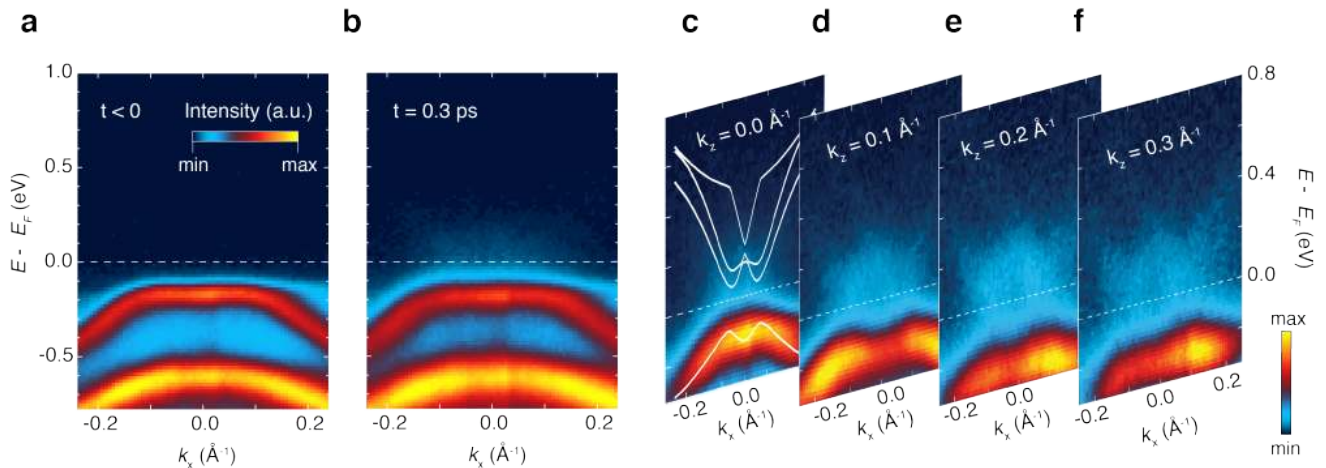 a
b
c
d
e
f
1.0
0.5
0.0
-0.5
E - E_F (eV)
t < 0
Intensity (a.u.)
min
max
-0.2
0.0
0.2
k_x (Å⁻¹)
t = 0.3 ps
-0.2
0.0
0.2
k_x (Å⁻¹)
k_z = 0.0 Å⁻¹
-0.2
0.0
k_x (Å⁻¹)
k_z = 0.1 Å⁻¹
-0.2
0.0
k_x (Å⁻¹)
k_z = 0.2 Å⁻¹
-0.2
0.0
k_x (Å⁻¹)
k_z = 0.3 Å⁻¹
-0.2
0.0
0.2
k_x (Å⁻¹)
0.8
0.4
0.0
E - E_F (eV)
max
min